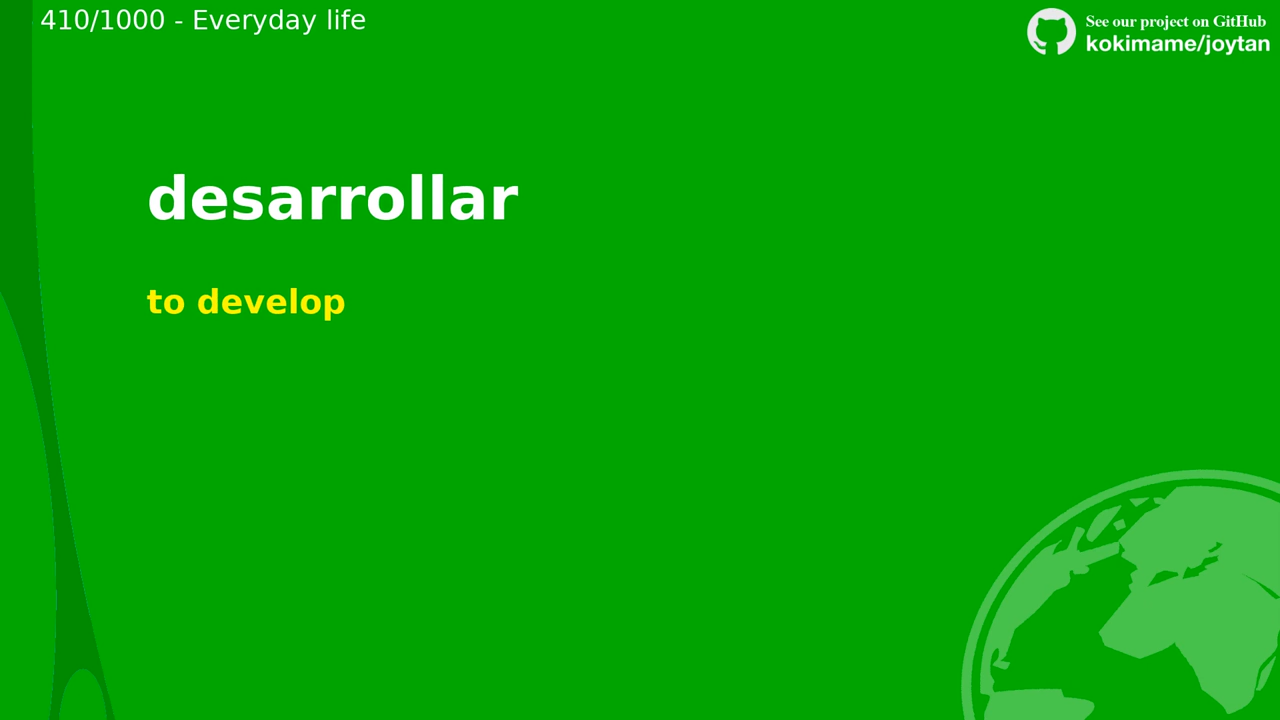 410/1000 - Everyday life
See our project on GitHub
kokimame/joytan
desarrollar
to develop